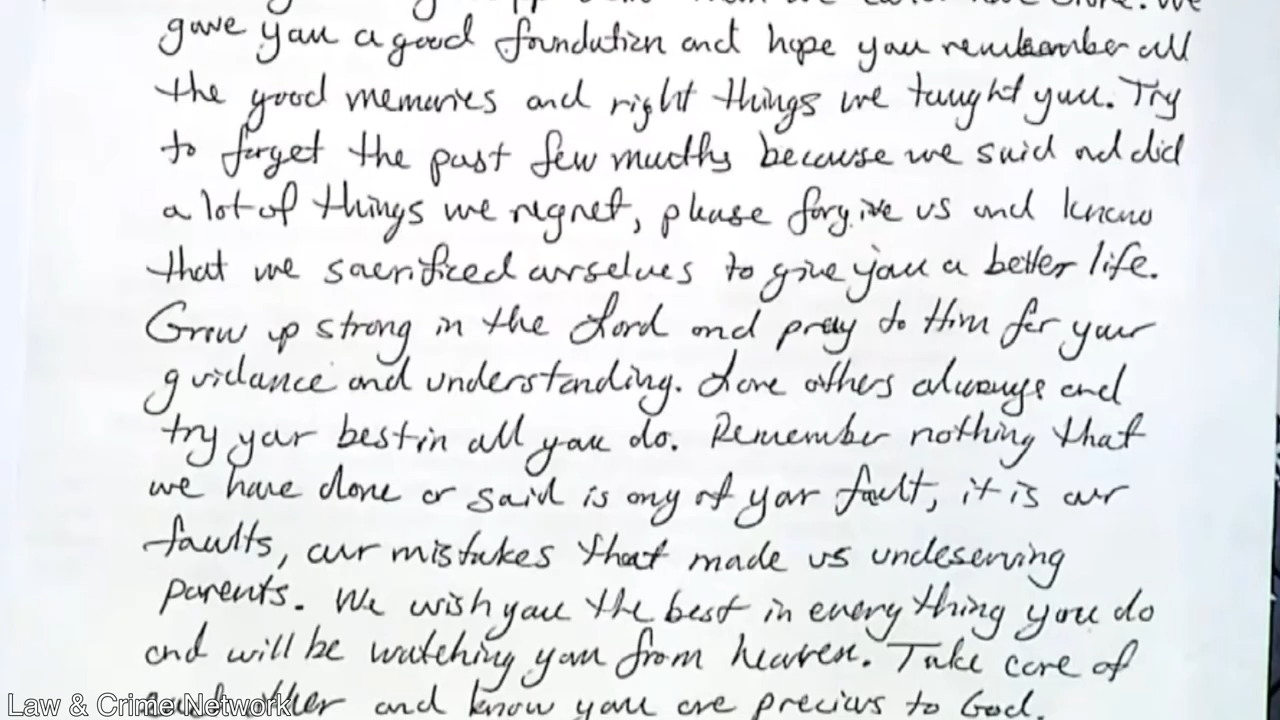 We
gave you a good foundation and hope you remember all
the good memories and right things we taught you. Try
to forget the past few months because we said and did
a lot of things we regret, please forgive us and know
that we sacrificed ourselves to give you a better life.
Grow up strong in the Lord and pray to Him for your
guidance and understanding. Love others always and
try your best in all you do. Remember nothing that
we have done or said is any of your fault, it is our
faults, our mistakes that made us undeserving
parents. We wish you the best in everything you do
and will be watching you from heaven. Take care of
each other and know you are precious to God.
Law & Crime Network